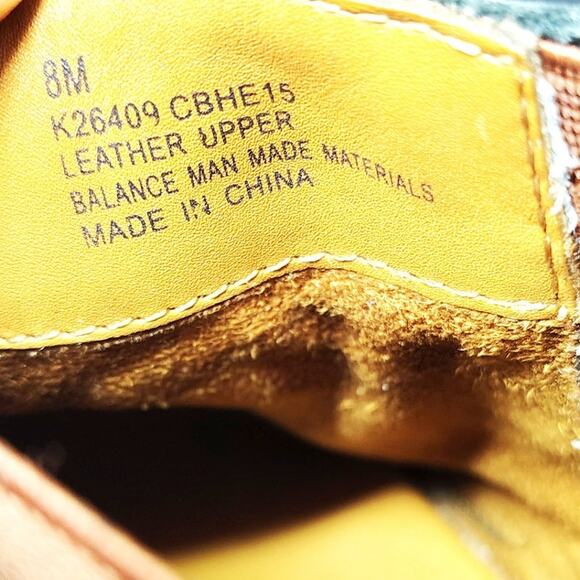 8M
K26409 CBHE15
LEATHER UPPER
BALANCE MAN MADE MATERIALS
MADE IN CHINA